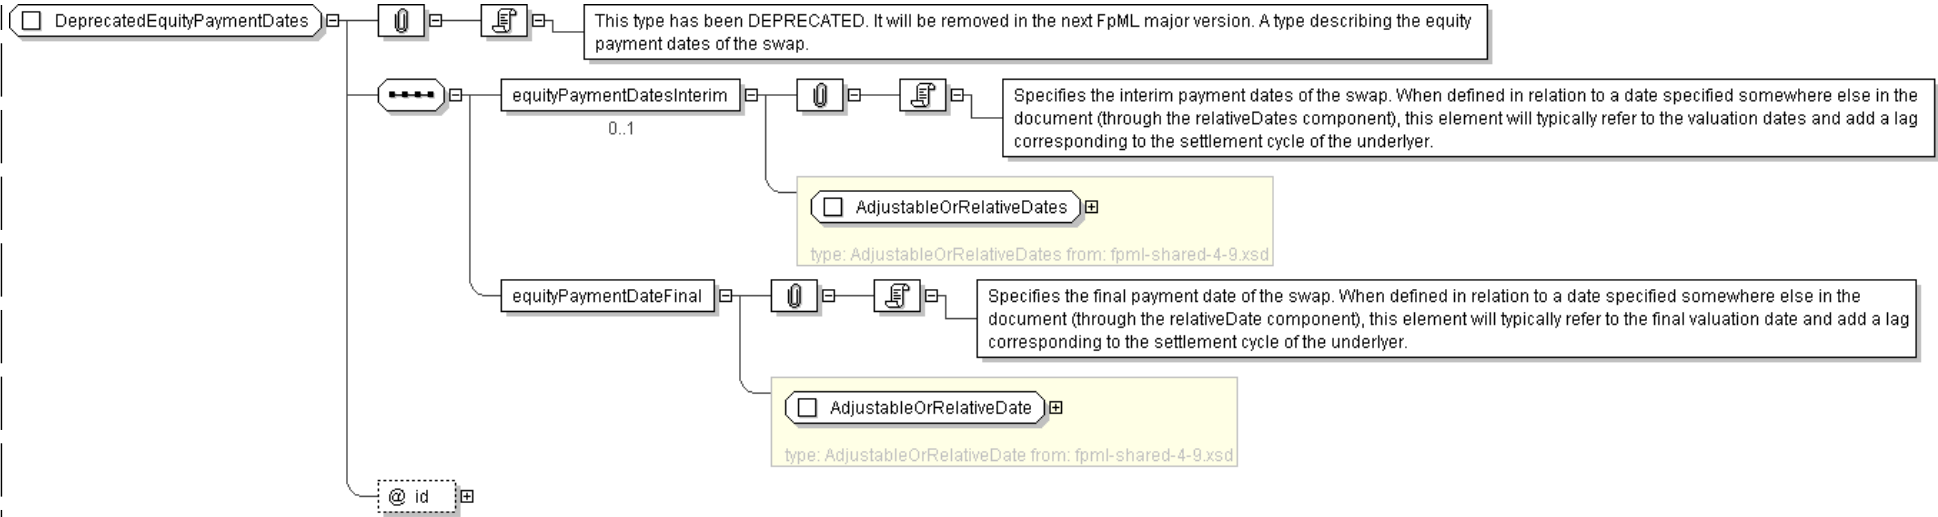 DeprecatedEquityPaymentDates
This type has been DEPRECATED. It will be removed in the next FpML major version. A type describing the equity
payment dates of the swap.
equityPaymentDatesInterim
0..1
Specifies the interim payment dates of the swap. When defined in relation to a date specified somewhere else in the
document (through the relativeDates component), this element will typically refer to the valuation dates and add a lag
corresponding to the settlement cycle of the underlyer.
AdjustableOrRelativeDates
type: AdjustableOrRelativeDates from: fpml-shared-4-9.xsd
equityPaymentDateFinal
Specifies the final payment date of the swap. When defined in relation to a date specified somewhere else in the
document (through the relativeDate component), this element will typically refer to the final valuation date and add a lag
corresponding to the settlement cycle of the underlyer.
AdjustableOrRelativeDate
type: AdjustableOrRelativeDate from: fpml-shared-4-9.xsd
@ id